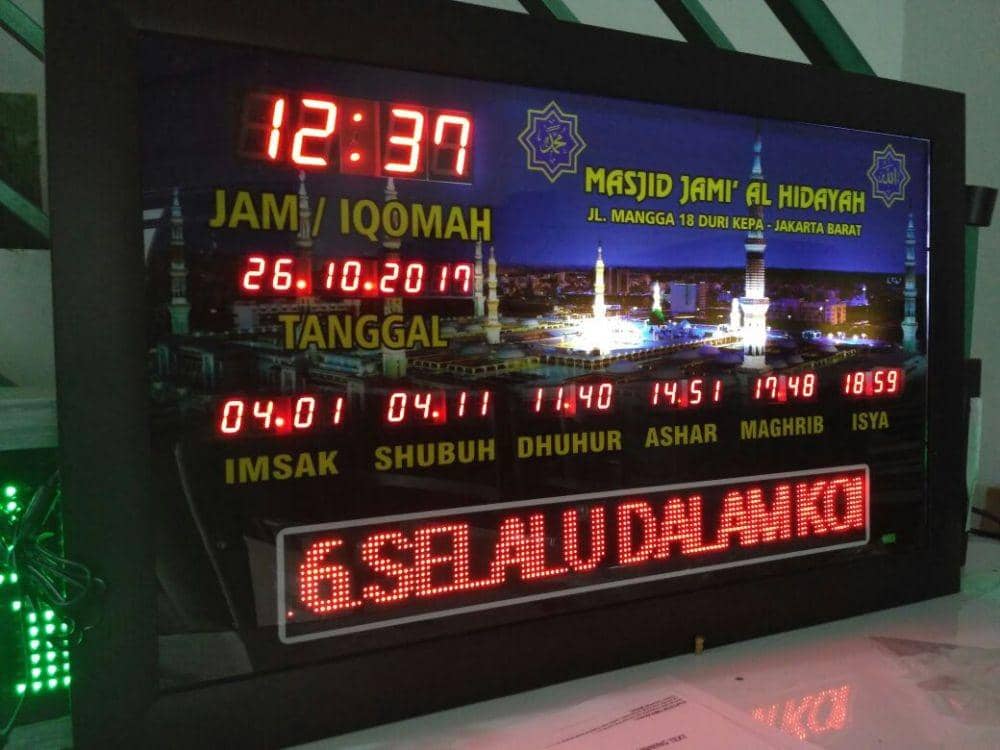 12:37
JAM / IQOMAH
26.10.2017
TANGGAL
محمد
الله
MASJID JAMI' AL HIDAYAH
JL. MANGGA 18 DURI KEPA - JAKARTA BARAT
04.01 04.11 11.40 14.51 17.48 18:59
IMSAK SHUBUH DHUHUR ASHAR MAGHRIB ISYA
.6.SELALU DALAM